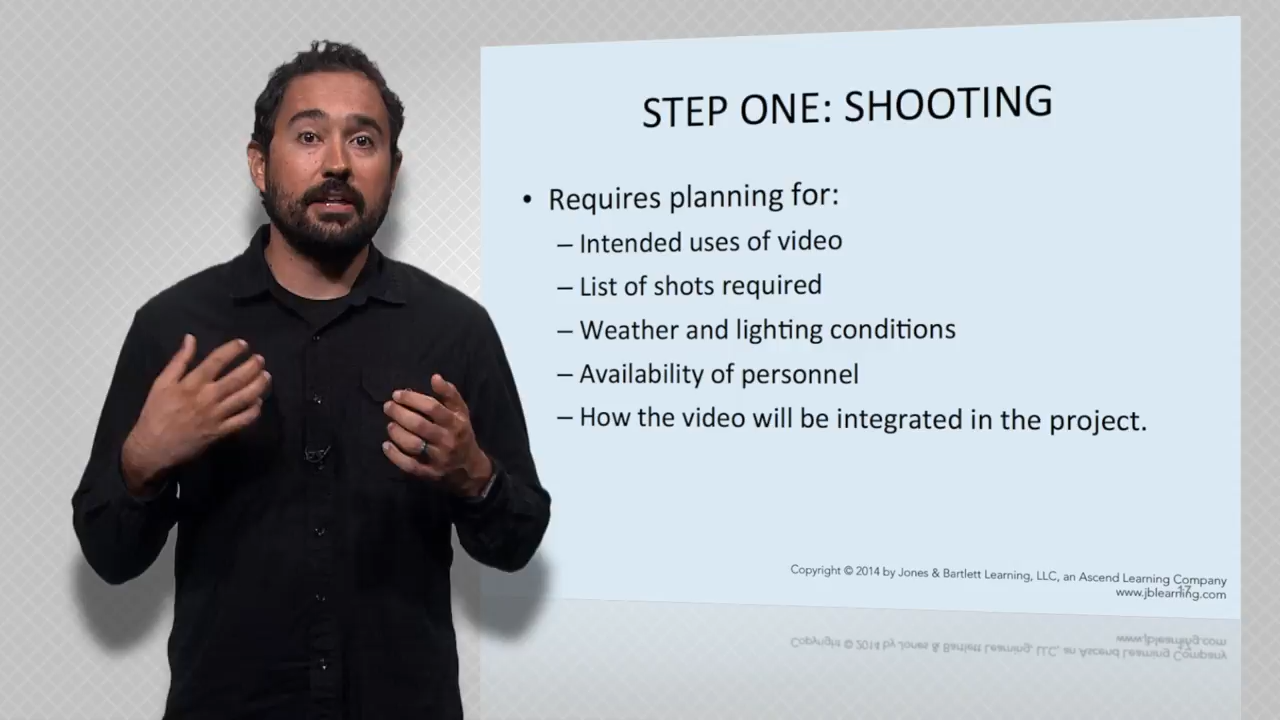 STEP ONE: SHOOTING
• Requires planning for:
– Intended uses of video
– List of shots required
– Weather and lighting conditions
– Availability of personnel
– How the video will be integrated in the project.
Copyright © 2014 by Jones & Bartlett Learning, LLC, an Ascend Learning Company
www.jblearning.com
17